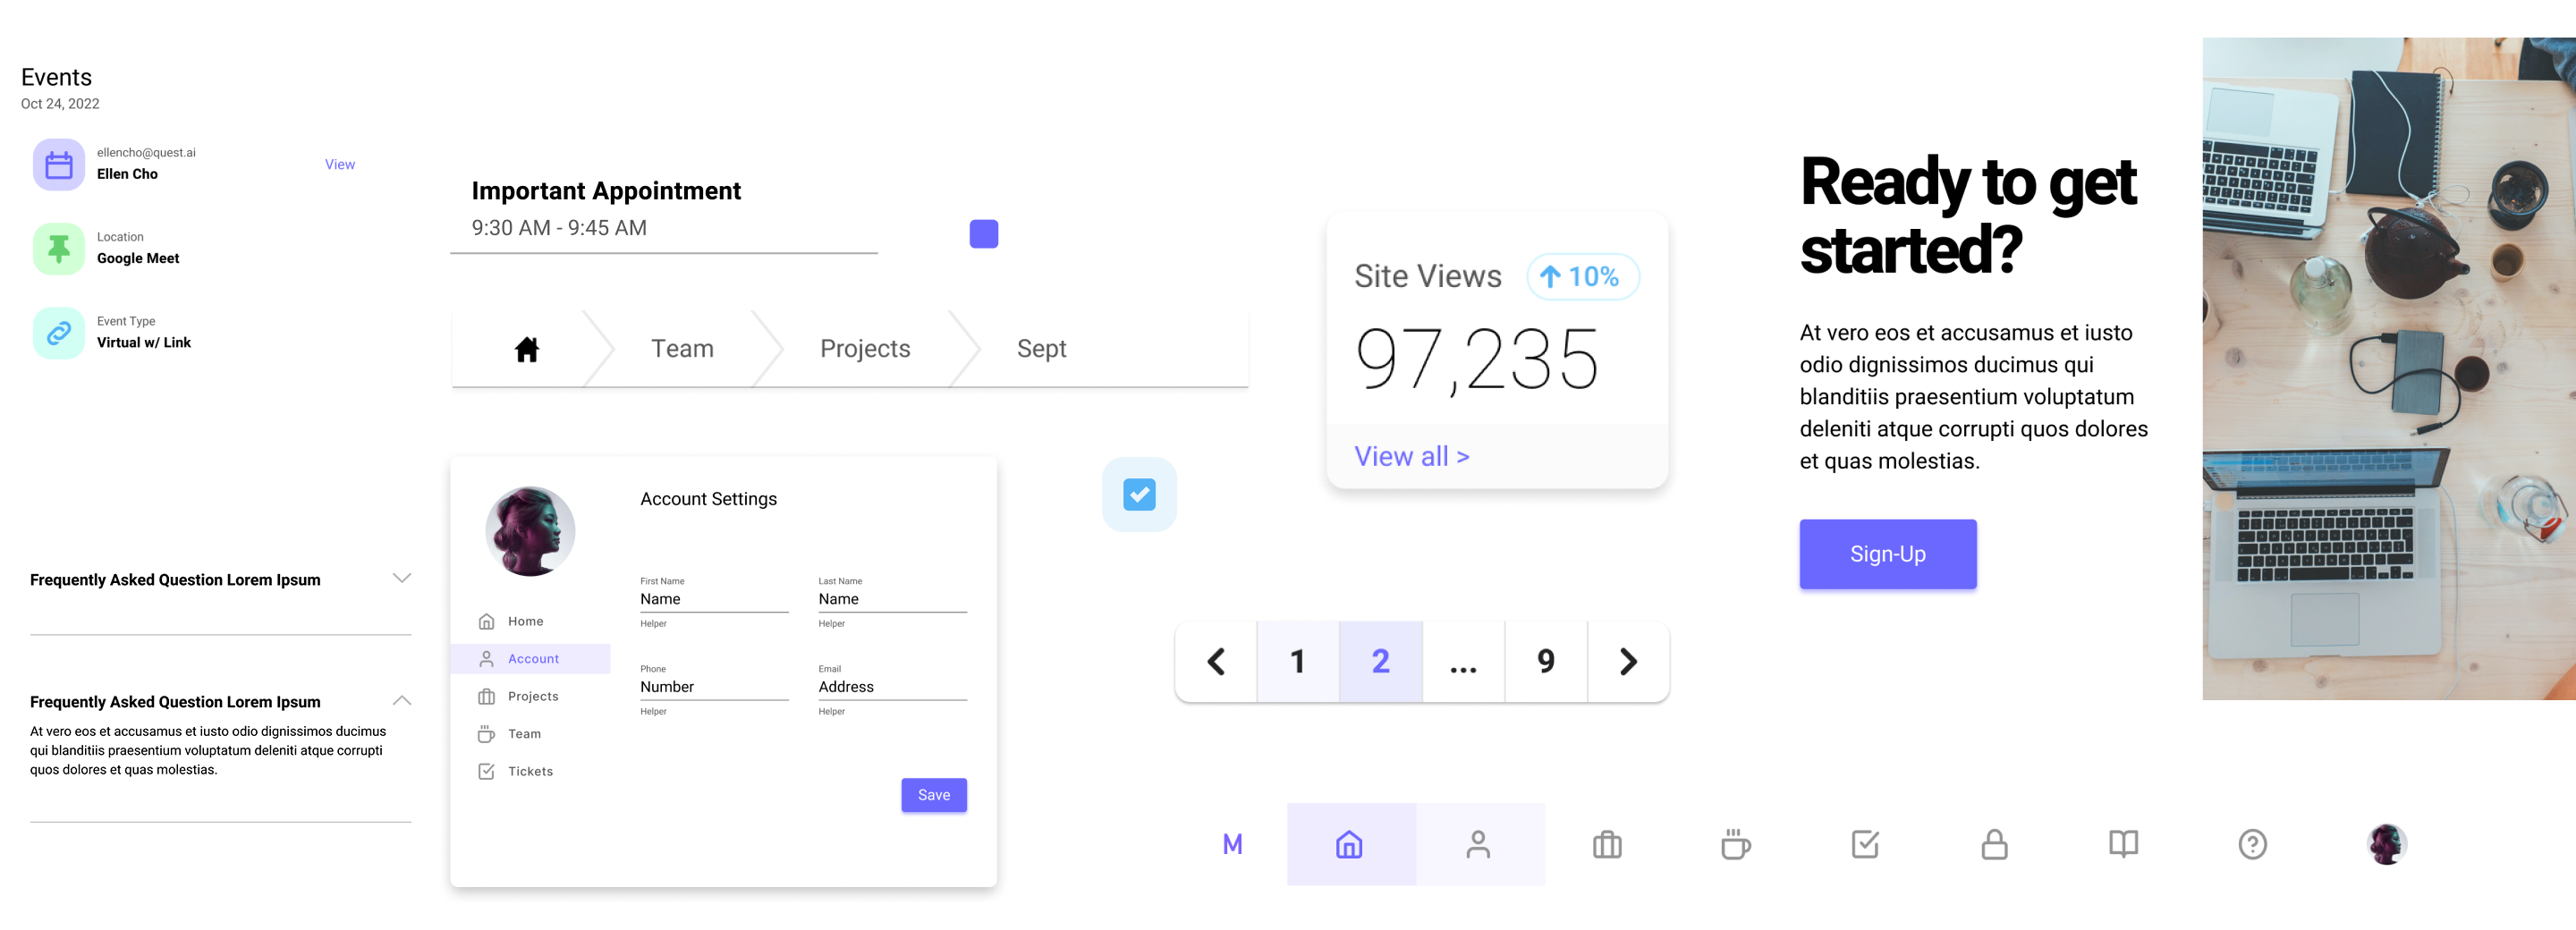 Events
Oct 24, 2022
ellencho@quest.ai
Ellen Cho
View
Location
Google Meet
Event Type
Virtual w/ Link
Frequently Asked Question Lorem Ipsum
Frequently Asked Question Lorem Ipsum
At vero eos et accusamus et iusto odio dignissimos ducimus
qui blanditiis praesentium voluptatum deleniti atque corrupti
quos dolores et quas molestias.
Important Appointment
9:30 AM - 9:45 AM
Team
Projects
Sept
Account Settings
Home
Account
Projects
Team
Tickets
First Name
Name
Helper
Last Name
Name
Helper
Phone
Number
Helper
Email
Address
Helper
Save
Site Views
10%
97,235
View all >
1 2 ... 9
M
Ready to get
started?
At vero eos et accusamus et iusto
odio dignissimos ducimus qui
blanditiis praesentium voluptatum
deleniti atque corrupti quos dolores
et quas molestias.
Sign-Up